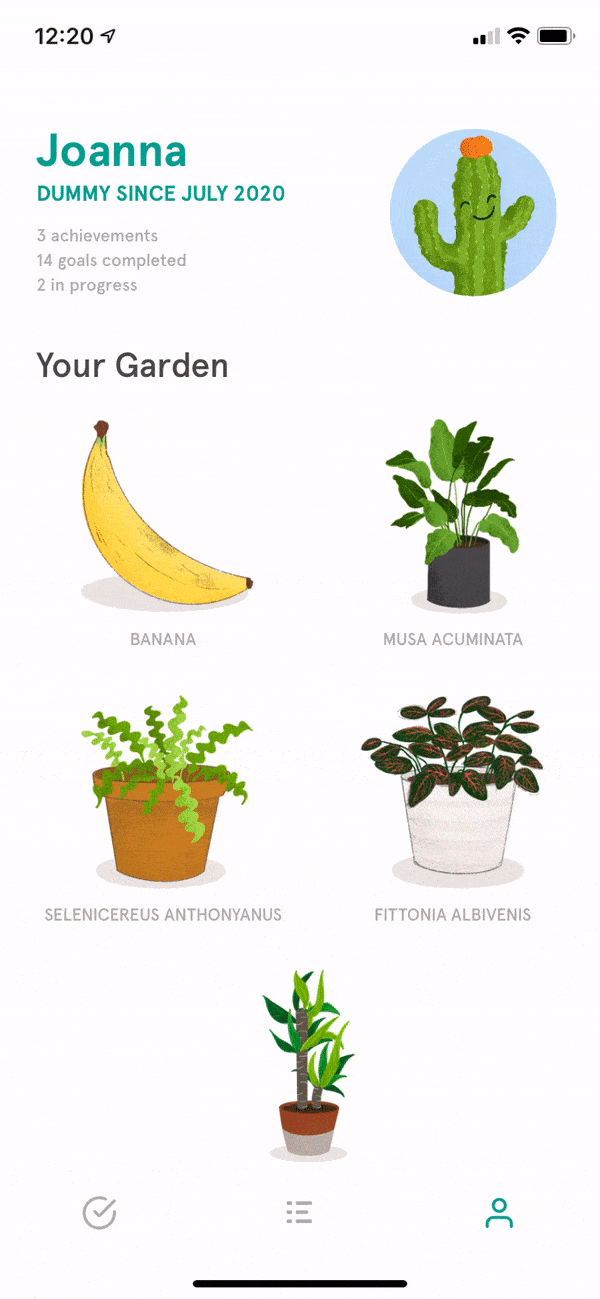 12:20
Joanna
DUMMY SINCE JULY 2020
3 achievements
14 goals completed
2 in progress
Your Garden
BANANA
MUSA ACUMINATA
SELENICEREUS ANTHONYANUS
FITTONIA ALBIVENIS